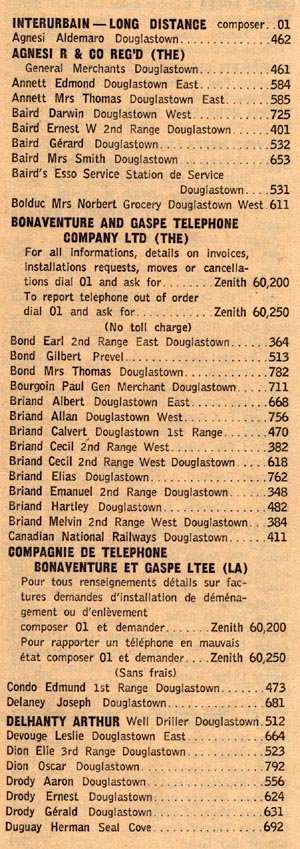 INTERURBAIN — LONG DISTANCE composer..01
Agnesi Aldemaro Douglastown..............462
AGNESI R & CO REG'D (THE)
General Merchants Douglastown........461
Annett Edmond Douglastown East.........584
Annett Mrs Thomas Douglastown East....585
Baird Darwin Douglastown West..........725
Baird Ernest W 2nd Range Douglastown....401
Baird Gérard Douglastown................532
Baird Mrs Smith Douglastown............653
Baird's Esso Service Station de Service
Douglastown....531
Bolduc Mrs Norbert Grocery Douglastown West.611
BONAVENTURE AND GASPE TELEPHONE
COMPANY LTD (THE)
For all informations, details on invoices,
installations requests, moves or cancella-
tions dial 01 and ask for........Zenith 60,200
To report telephone out of order
dial 01 and ask for.............Zenith 60,250
(No toll charge)
Bond Earl 2nd Range East Douglastown.....364
Bond Gilbert Prevel......................513
Bond Mrs Thomas Douglastown............782
Bourgoin Paul Gen Merchant Douglastown...711
Briand Albert Douglastown East..........668
Briand Allan Douglastown West...........756
Briand Calvert Douglastown 1st Range......470
Briand Cecil 2nd Range West..............382
Briand Cecil 2nd Range West Douglastown...618
Briand Elias Douglastown.................762
Briand Emanuel 2nd Range Douglastown....348
Briand Hartley Douglastown...............482
Briand Melvin 2nd Range West Douglastown..384
Canadian National Railways Douglastown.....411
COMPAGNIE DE TELEPHONE
BONAVENTURE ET GASPE LTEE (LA)
Pour tous renseignements détails sur fac-
tures demandes d'installation de déména-
gement ou d'enlèvement
composer 01 et demander.......Zenith 60,200
Pour rapporter un téléphone en mauvais
état composer 01 et demander....Zenith 60,250
(Sans frais)
Condo Edmund 1st Range Douglastown.......473
Delaney Joseph Douglastown..............681
DELHANTY ARTHUR Well Driller Douglastown.512
Devouge Leslie Douglastown East..........664
Dion Elie 3rd Range Douglastown..........523
Dion Oscar Douglastown..................792
Drody Aaron Douglastown.................556
Drody Ernest Douglastown................624
Drody Gérald Douglastown................631
Duguay Herman Seal Cove.................692